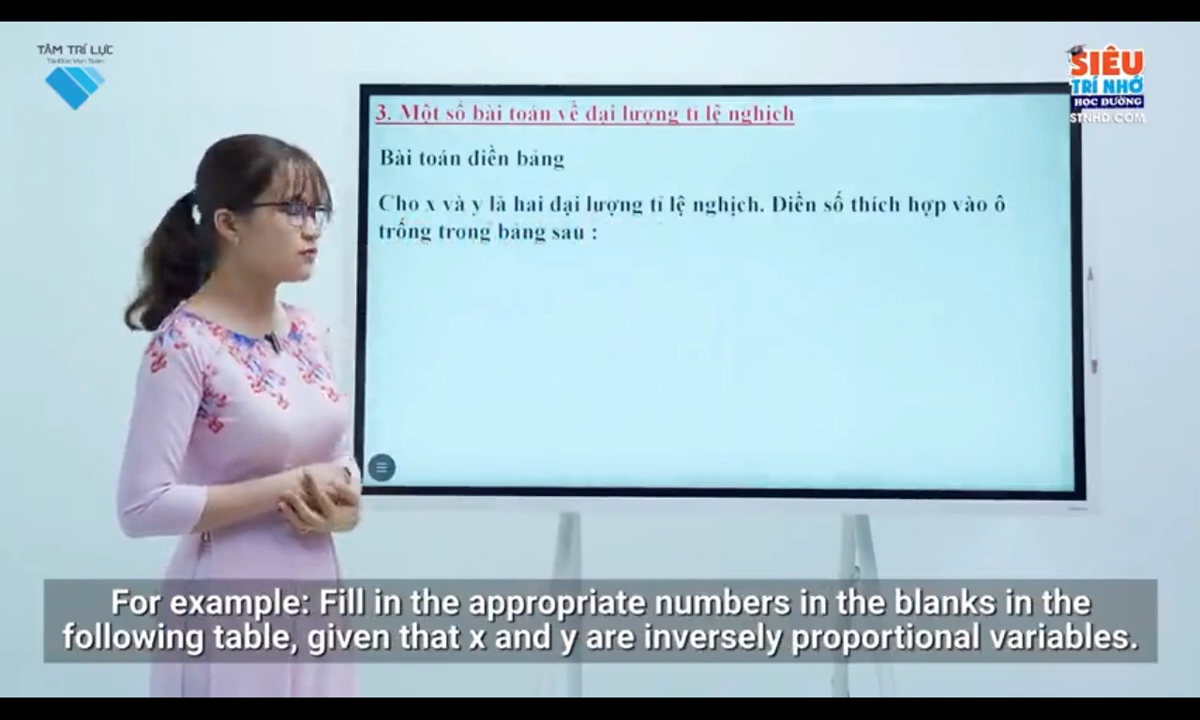 TÂM TRÍ LỰC
SIÊU
TRÍ NHỚ
HỌC ĐƯỜNG
STNHD.COM
3. Một số bài toán về đại lượng tỉ lệ nghịch
Bài toán điền bảng
Cho x và y là hai đại lượng tỉ lệ nghịch. Điền số thích hợp vào ô
trống trong bảng sau :
For example: Fill in the appropriate numbers in the blanks in the
following table, given that x and y are inversely proportional variables.